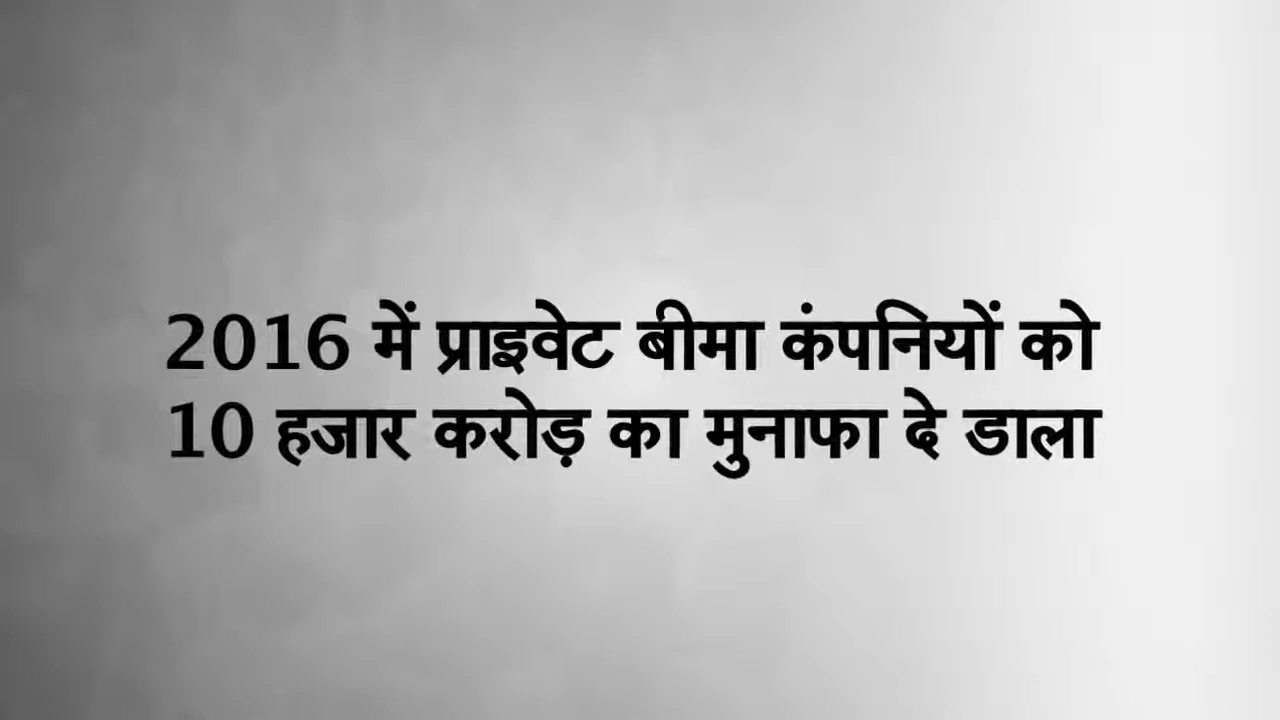 2016 में प्राइवेट बीमा कंपनियों को
10 हजार करोड़ का मुनाफा दे डाला